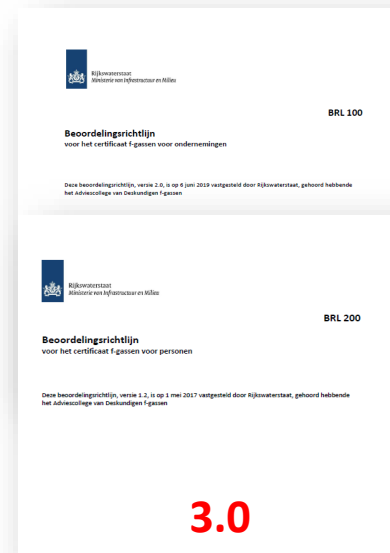 Rijkswaterstaat
Ministerie van Infrastructuur en Milieu
BRL 100
Beoordelingsrichtlijn
voor het certificaat f-gassen voor ondernemingen
Deze beoordelingsrichtlijn, versie 2.0, is op 6 juni 2019 vastgesteld door Rijkswaterstaat, gehoord hebbende
het Adviescollege van Deskundigen f-gassen
Rijkswaterstaat
Ministerie van Infrastructuur en Milieu
BRL 200
Beoordelingsrichtlijn
voor het certificaat f-gassen voor personen
Deze beoordelingsrichtlijn, versie 1.2, is op 1 mei 2017 vastgesteld door Rijkswaterstaat, gehoord hebbende
het Adviescollege van Deskundigen f-gassen
3.0